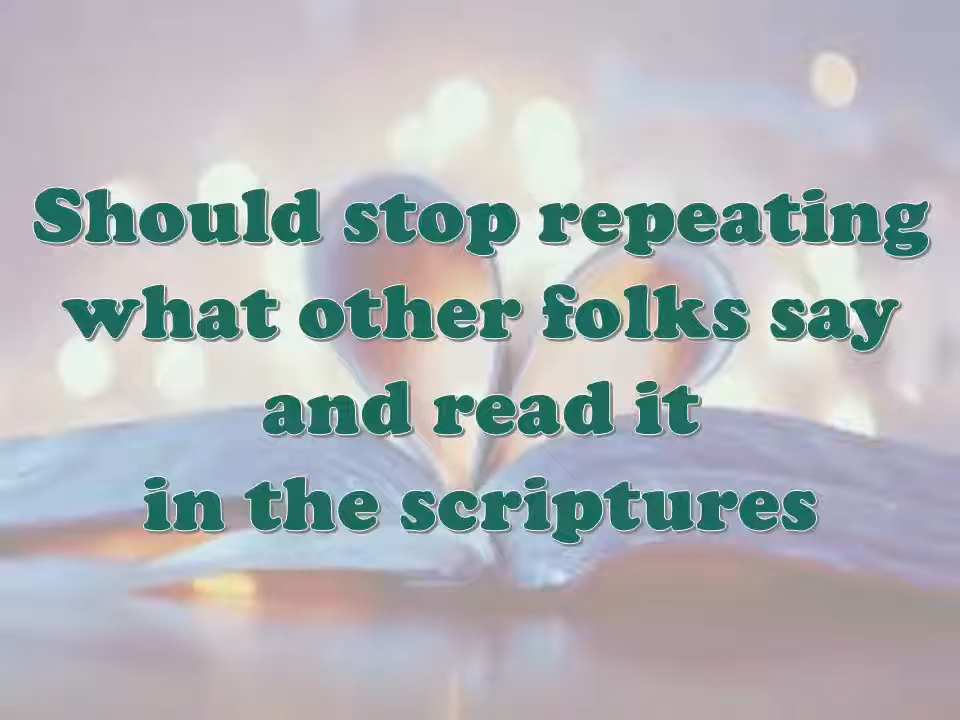 Should stop repeating
what other folks say
and read it
in the scriptures